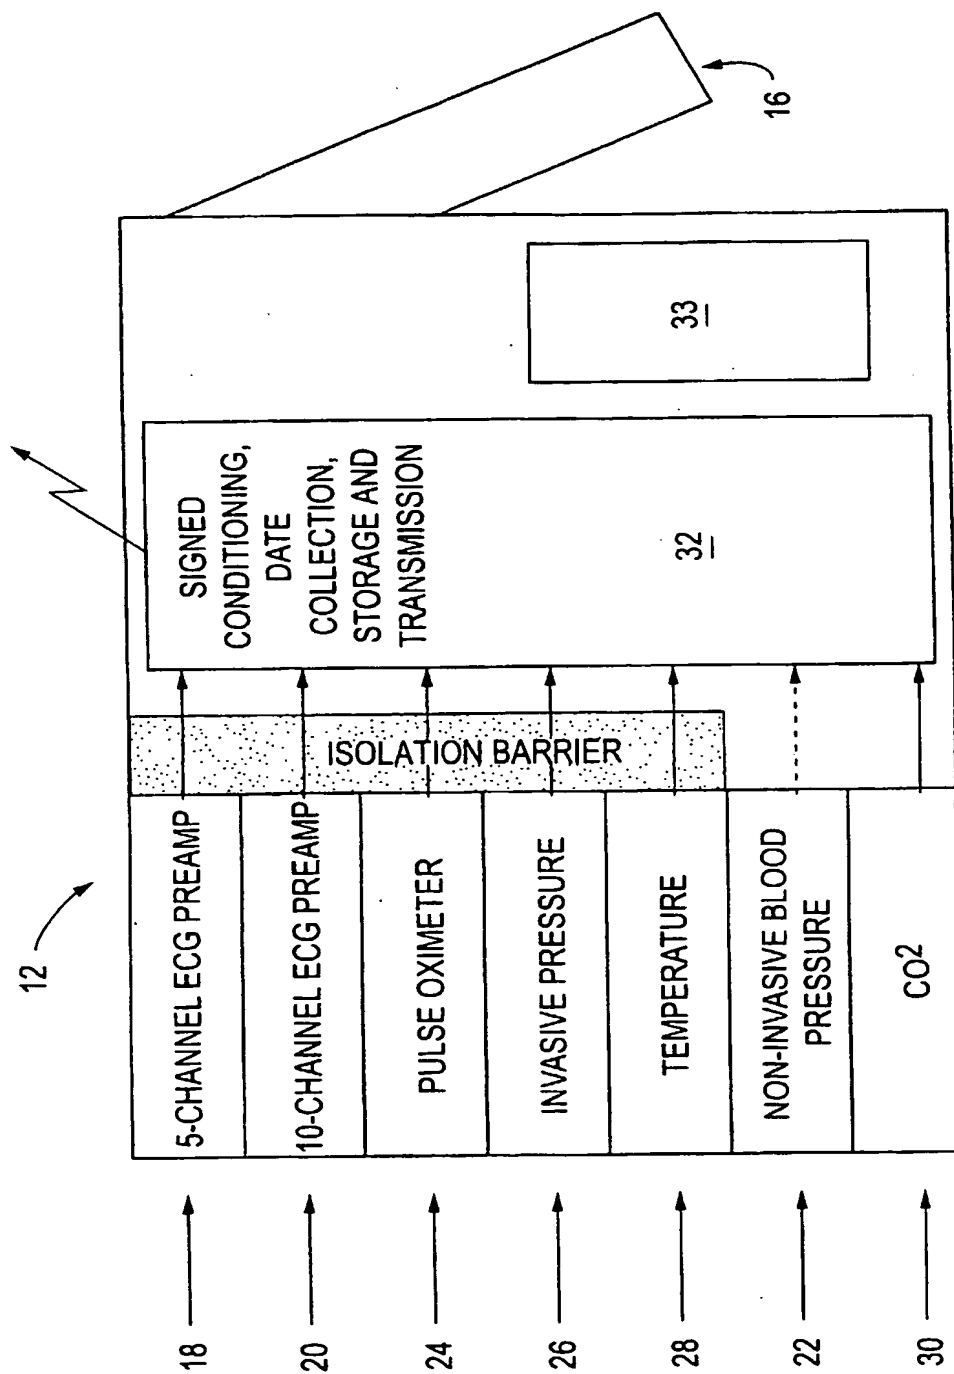 12
16
18
5-CHANNEL ECG PREAMP
20
10-CHANNEL ECG PREAMP
24
PULSE OXIMETER
26
INVASIVE PRESSURE
28
TEMPERATURE
22
NON-INVASIVE BLOOD
PRESSURE
30
CO2
ISOLATION BARRIER
SIGNED
CONDITIONING,
DATE
COLLECTION,
STORAGE AND
TRANSMISSION
32
33